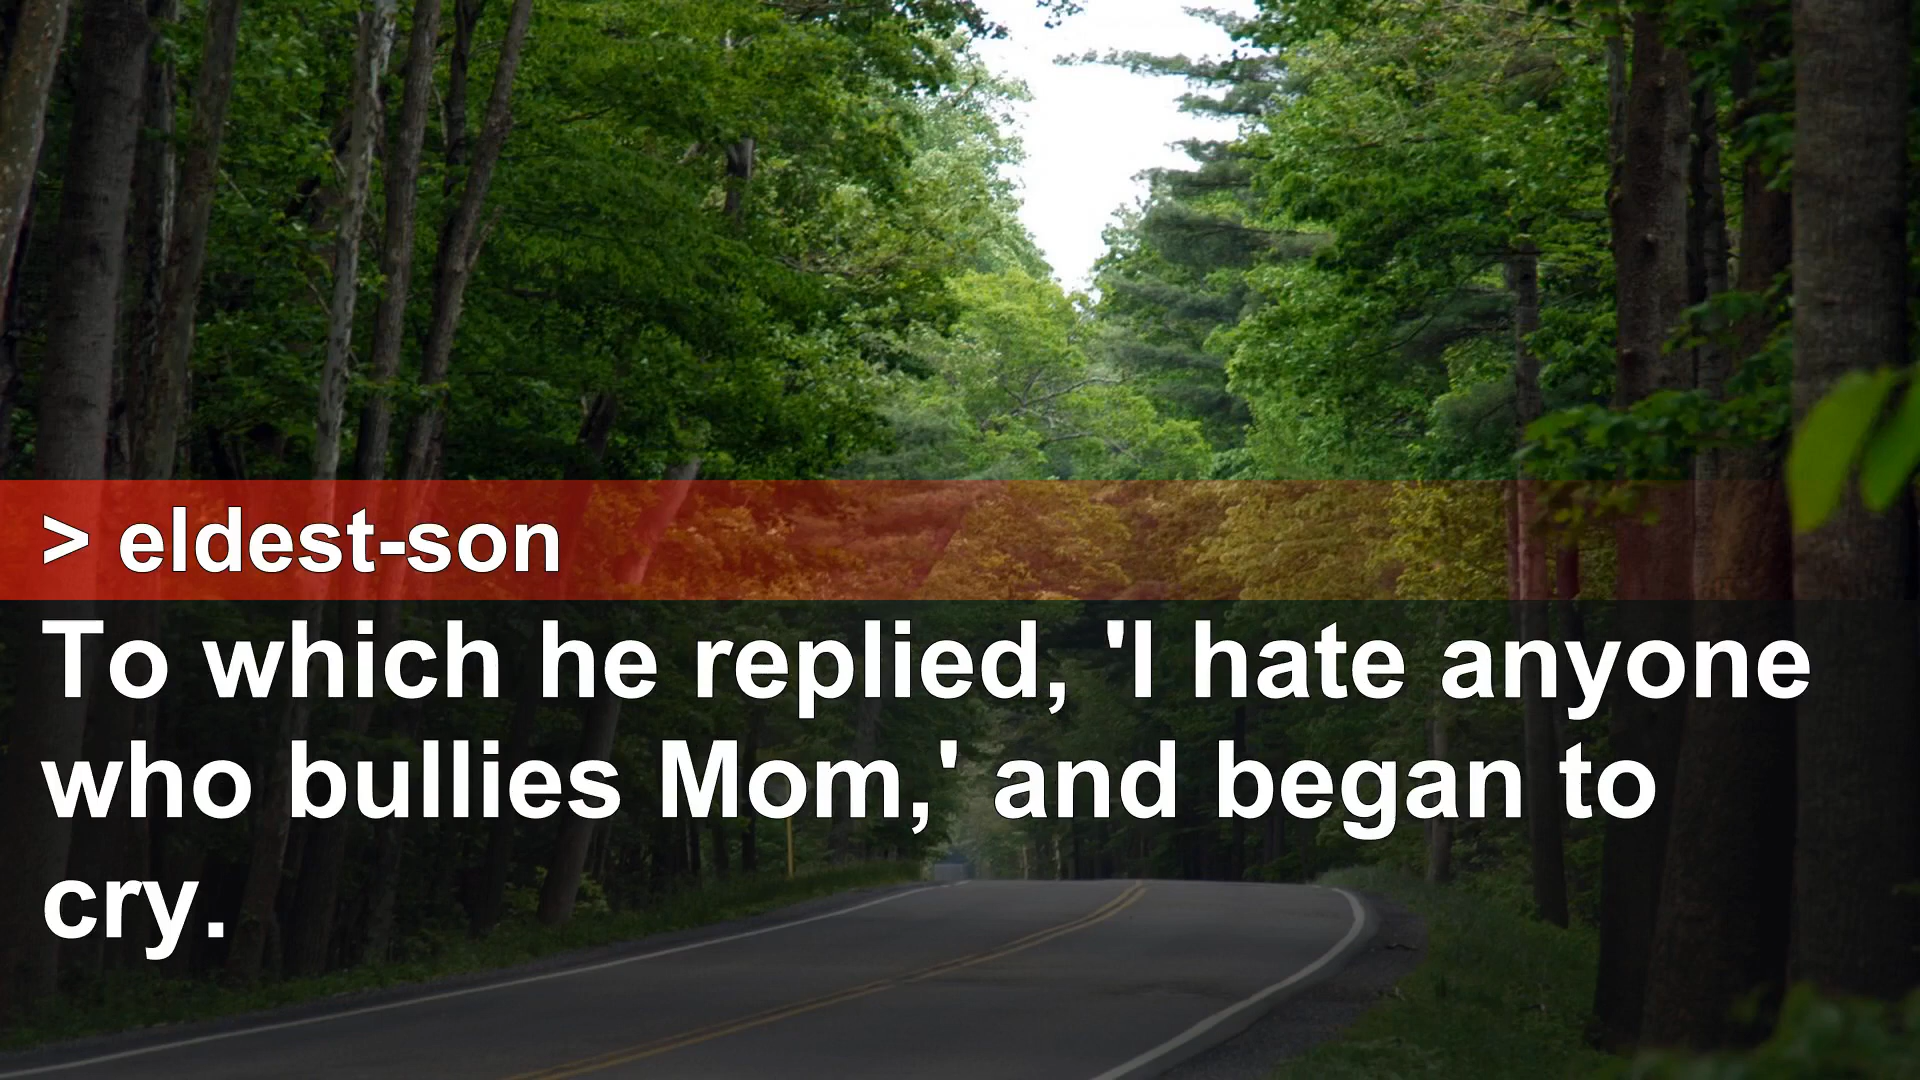 > eldest-son
To which he replied, 'I hate anyone
who bullies Mom,' and began to
cry.